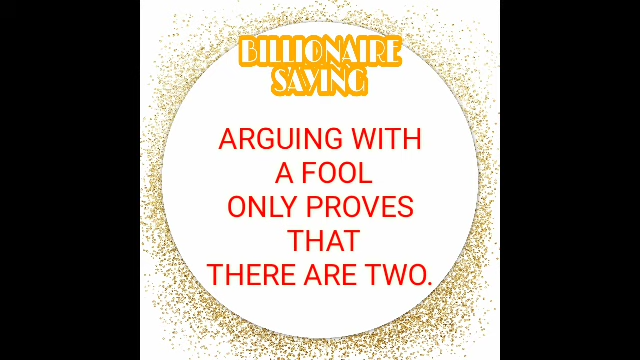 BILLIONAIRE
SAYING
ARGUING WITH
A FOOL
ONLY PROVES
THAT
THERE ARE TWO.